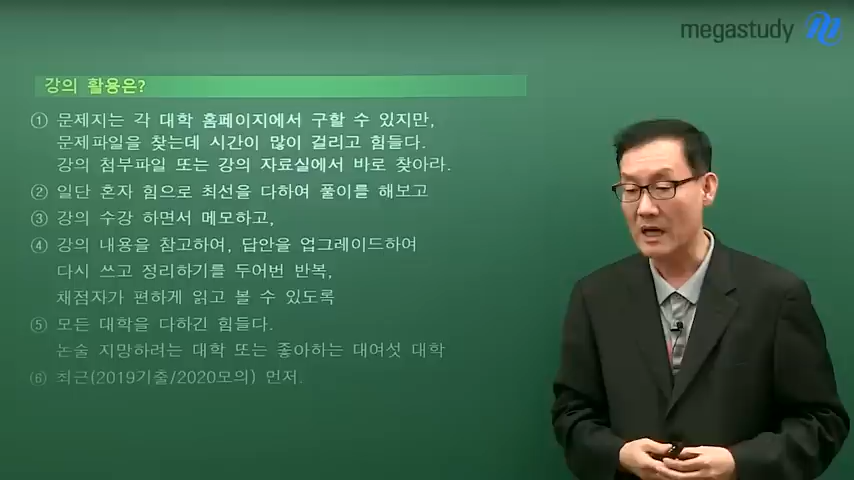 megastudy
강의 활용은?
① 문제지는 각 대학 홈페이지에서 구할 수 있지만,
문제파일을 찾는데 시간이 많이 걸리고 힘들다.
강의 첨부파일 또는 강의 자료실에서 바로 찾아라.
② 일단 혼자 힘으로 최선을 다하여 풀이를 해보고
③ 강의 수강 하면서 메모하고,
④ 강의 내용을 참고하여, 답안을 업그레이드하여
다시 쓰고 정리하기를 두어번 반복,
채점자가 편하게 읽고 볼 수 있도록
⑤ 모든 대학을 다하긴 힘들다.
논술 지망하려는 대학 또는 좋아하는 대여섯 대학
⑥ 최근(2019기출/2020모의) 먼저.